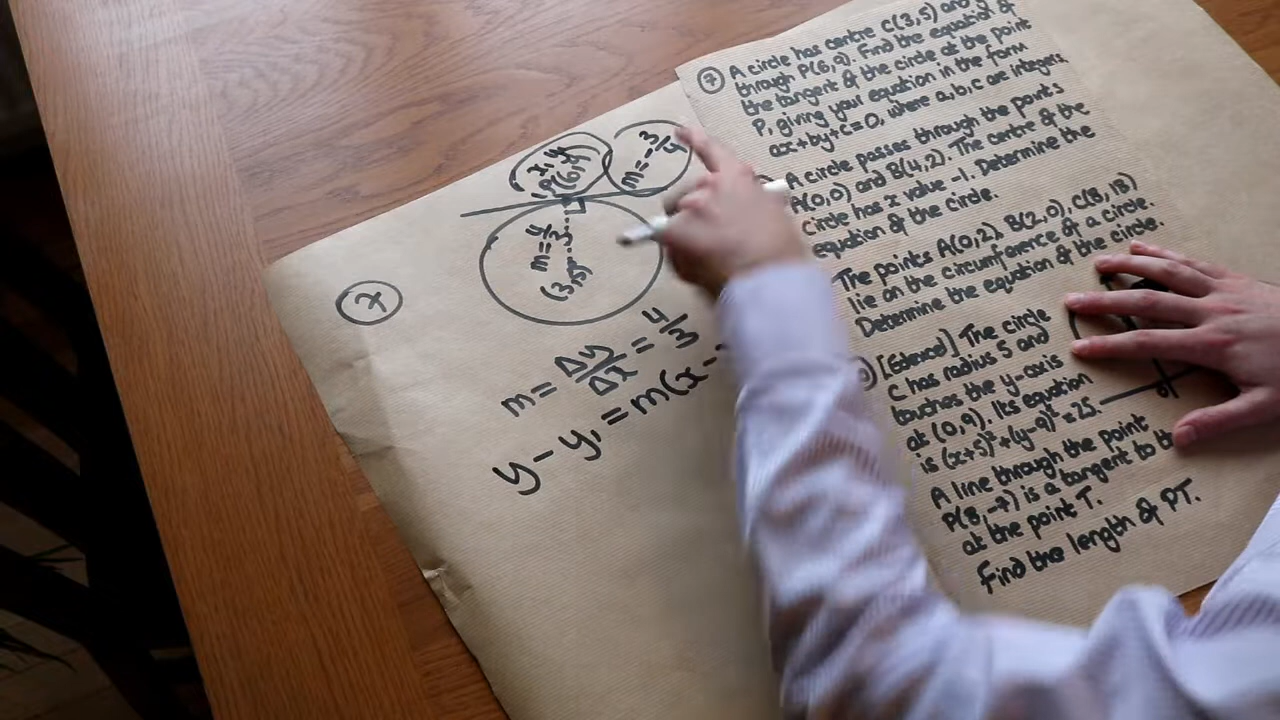 7
x₁ y₁
P(6,9)
m=-3/4
m=4/3
(3,5)
m = Δy/Δx = 4/3
y - y₁ = m(x -
7 A circle has centre C(3,5) and
through P(6,9). Find the equation of
the tangent of the circle at the point
P, giving your equation in the form
ax+by+c=0, where a,b,c are integers.
A circle passes through the points
A(0,0) and B(4,2). The centre of the
circle has x value -1. Determine the
equation of the circle.
The points A(0,2), B(2,0), C(8,18)
lie on the circumference of a circle.
Determine the equation of the circle.
[Edexcel] The circle
C has radius 5 and
touches the y-axis
at (0,9). Its equation
is (x+5)²+(y-9)²=25.
A line through the point
P(8,-7) is a tangent to the
at the point T.
Find the length of PT.